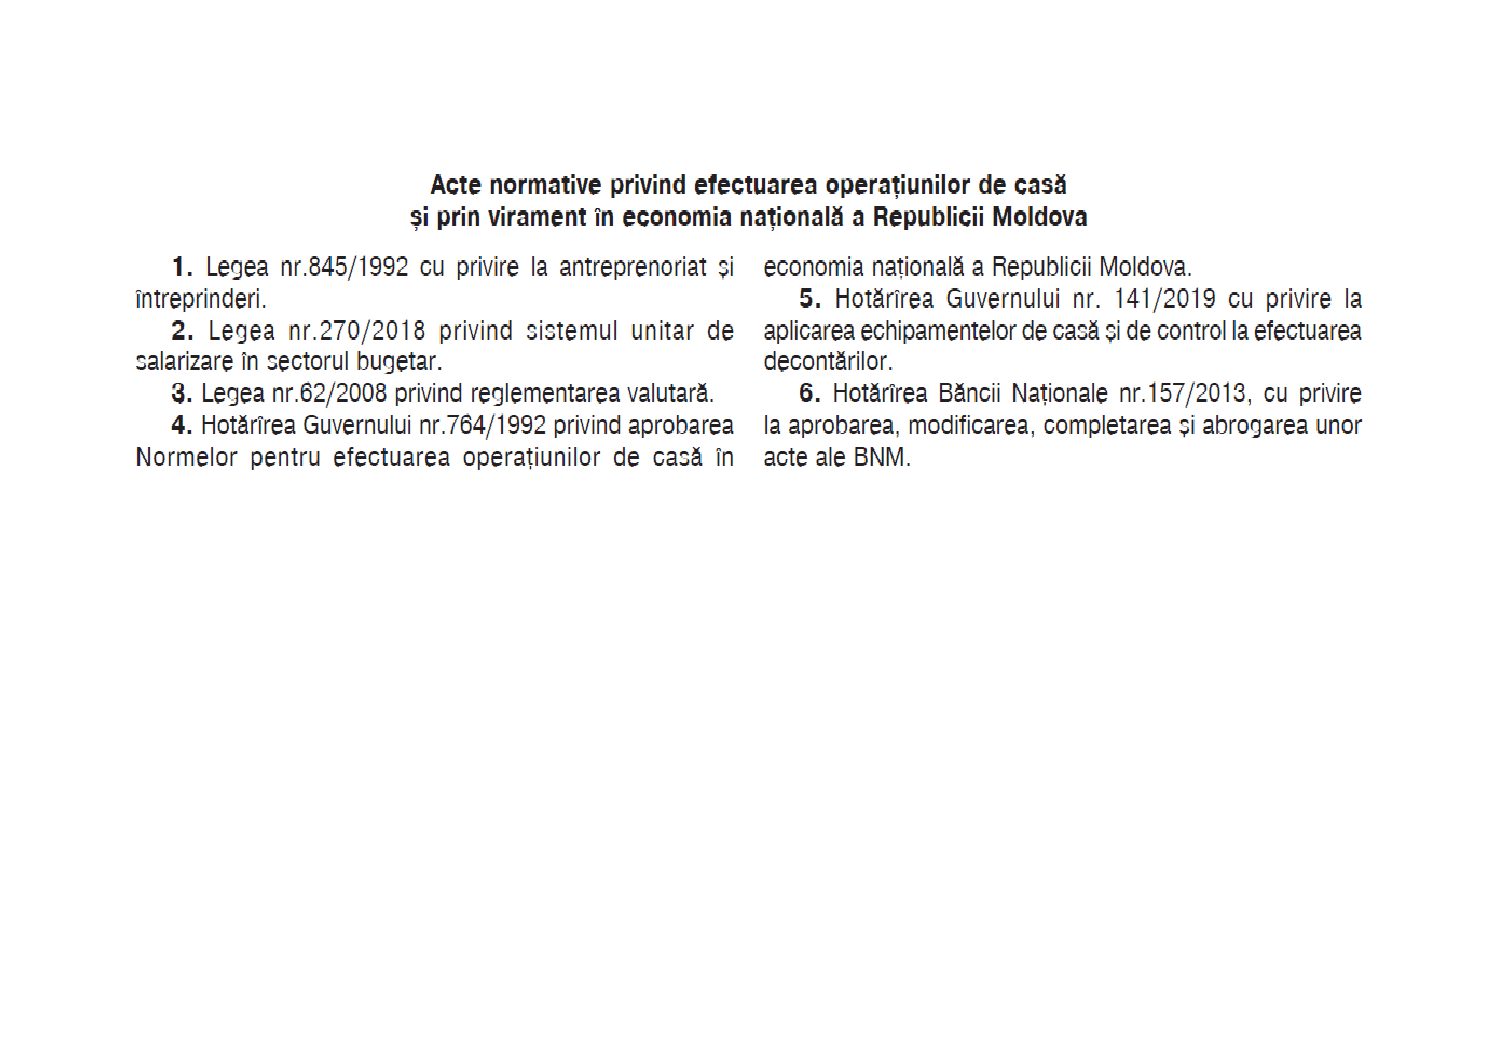 Acte normative privind efectuarea operațiunilor de casă
și prin virament în economia națională a Republicii Moldova
1. Legea nr.845/1992 cu privire la antreprenoriat și
întreprinderi.
2. Legea nr.270/2018 privind sistemul unitar de
salarizare în sectorul bugetar.
3. Legea nr.62/2008 privind reglementarea valutară.
4. Hotărîrea Guvernului nr.764/1992 privind aprobarea
Normelor pentru efectuarea operațiunilor de casă în
economia națională a Republicii Moldova.
5. Hotărîrea Guvernului nr. 141/2019 cu privire la
aplicarea echipamentelor de casă și de control la efectuarea
decontărilor.
6. Hotărîrea Băncii Naționale nr.157/2013, cu privire
la aprobarea, modificarea, completarea și abrogarea unor
acte ale BNM.